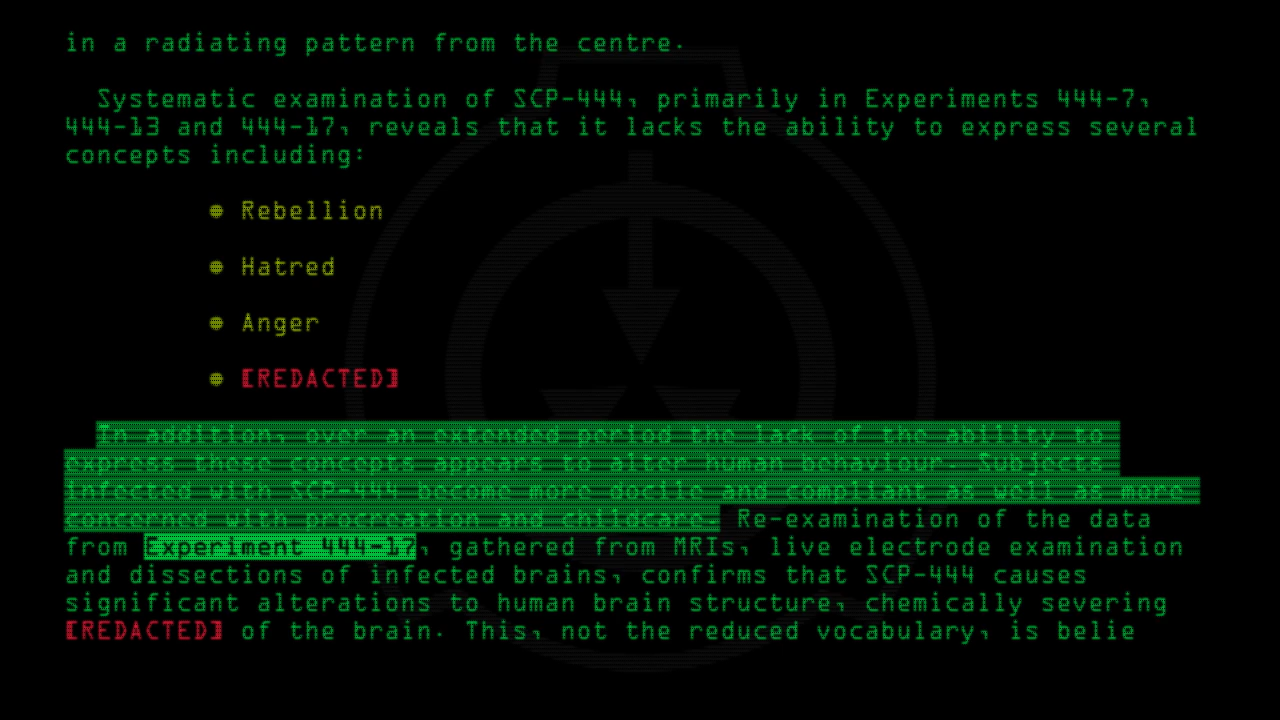 in a radiating pattern from the centre.
Systematic examination of SCP-444, primarily in Experiments 444-7,
444-13 and 444-17, reveals that it lacks the ability to express several
concepts including:
● Rebellion
● Hatred
● Anger
● [REDACTED]
In addition, over an extended period the lack of the ability to
express these concepts appears to alter human behaviour. Subjects
infected with SCP-444 become more docile and compliant as well as more
concerned with procreation and childcare. Re-examination of the data
from Experiment 444-17, gathered from MRIs, live electrode examination
and dissections of infected brains, confirms that SCP-444 causes
significant alterations to human brain structure, chemically severing
[REDACTED] of the brain. This, not the reduced vocabulary, is belie